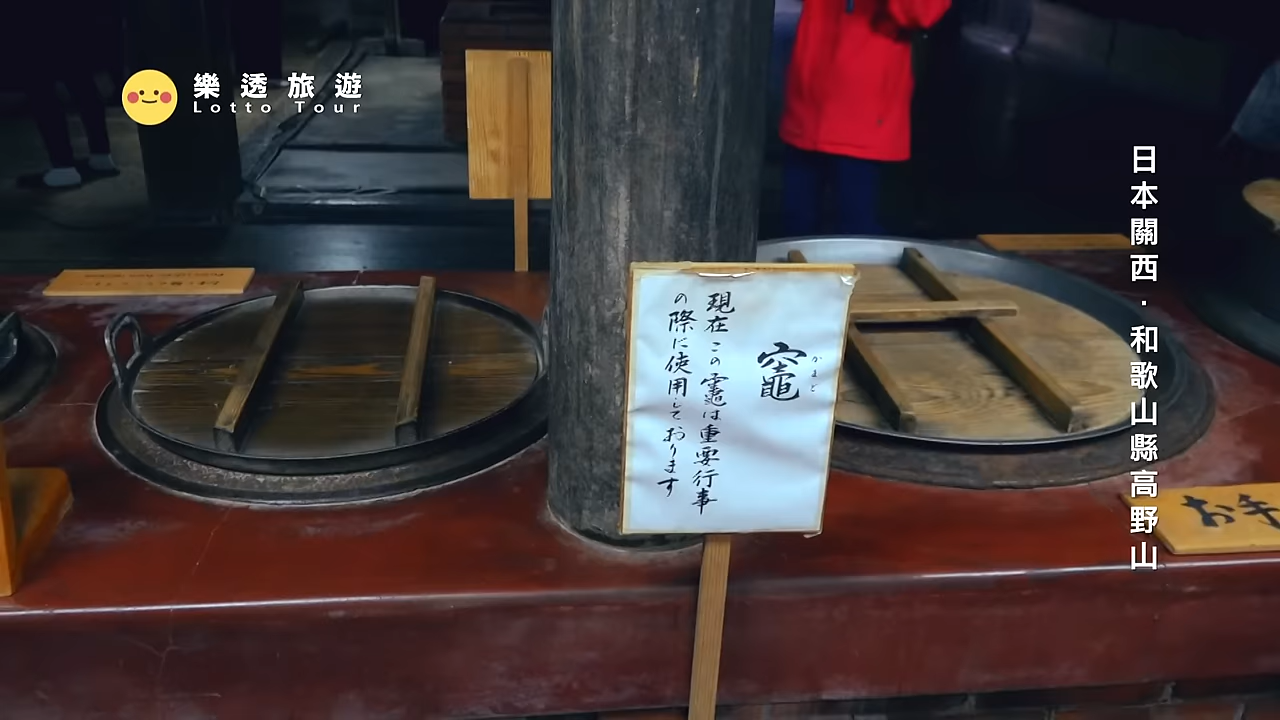 樂透旅遊
Lotto Tour
日本關西·和歌山縣高野山
竈
かまど
現在この竈は重要行事
の際に使用しております
お手